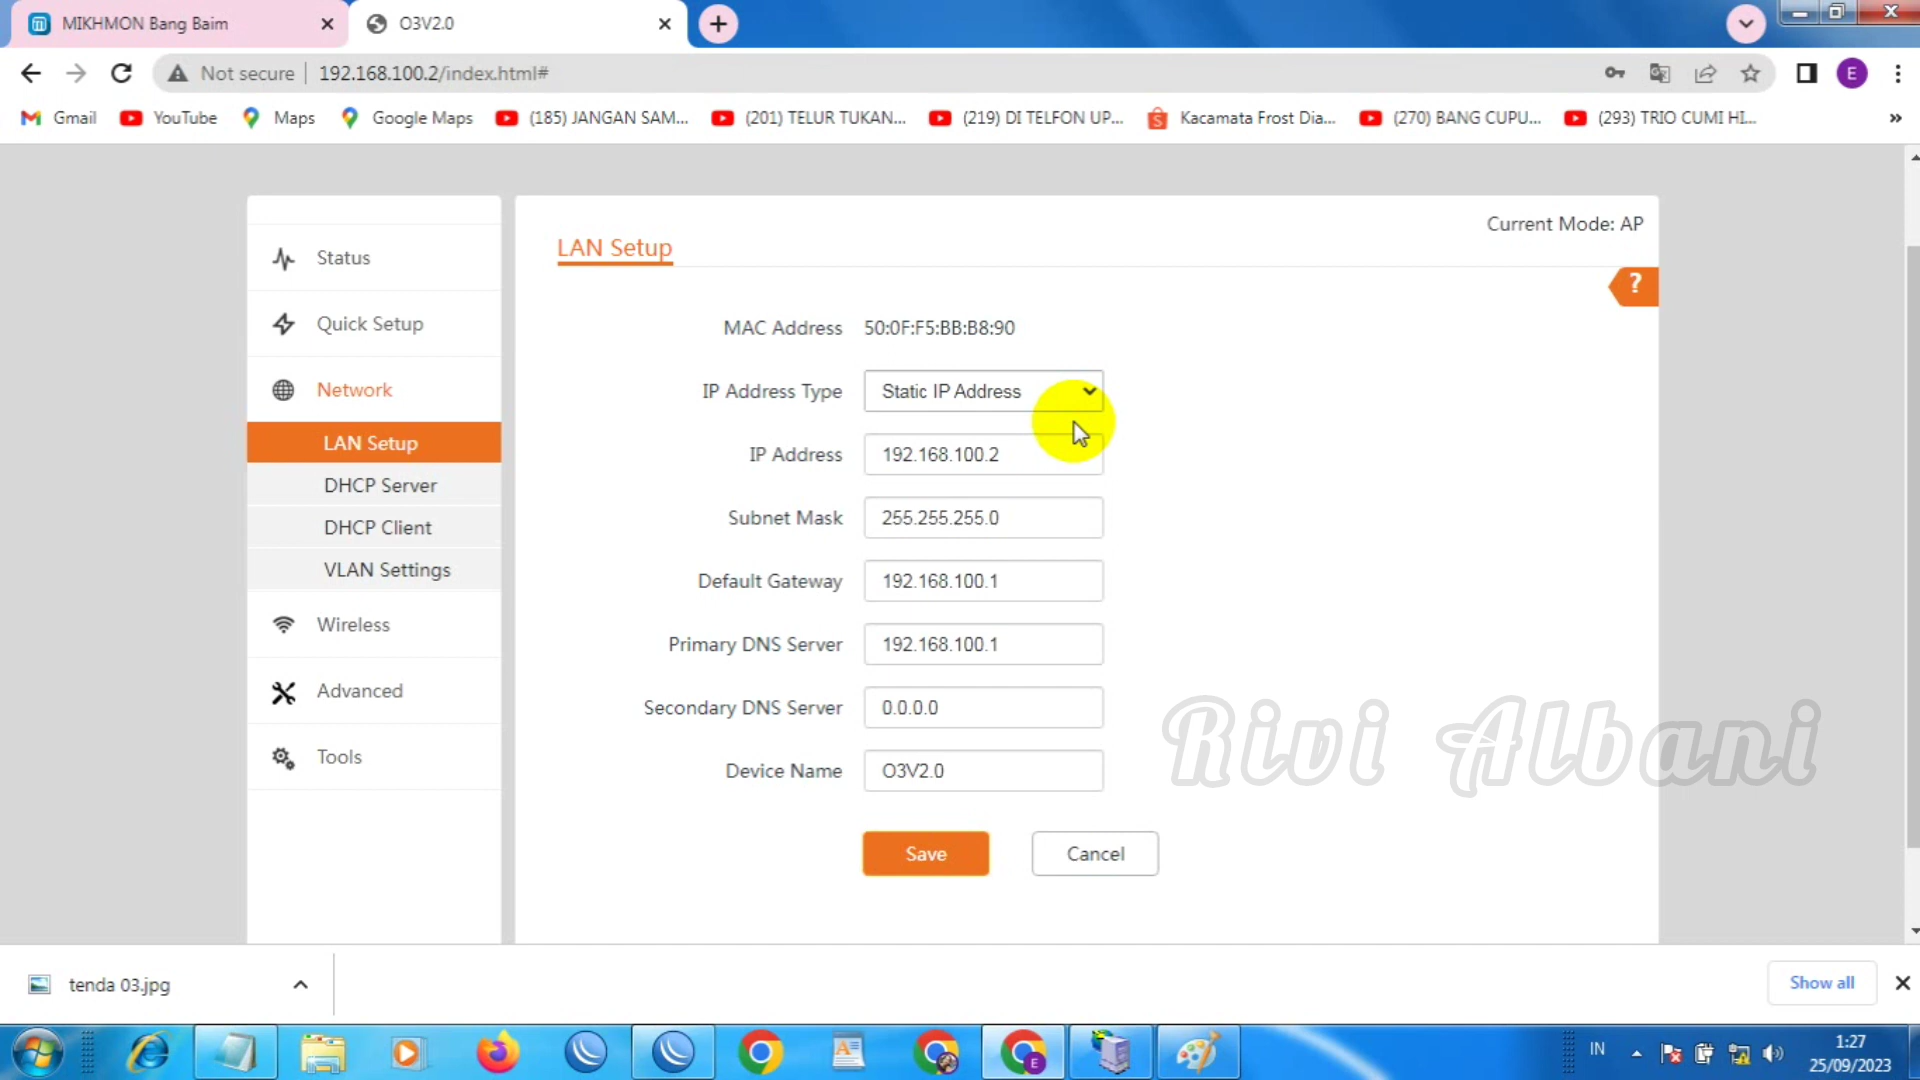 MIKHMON Bang Baim
O3V2.0
Not secure
192.168.100.2/index.html#
E
Gmail
YouTube
Maps
Google Maps
(185) JANGAN SAM...
(201) TELUR TUKAN...
(219) DI TELFON UP...
Kacamata Frost Dia...
(270) BANG CUPU...
(293) TRIO CUMI HI...
»
Current Mode: AP
LAN Setup
?
Status
Quick Setup
Network
LAN Setup
DHCP Server
DHCP Client
VLAN Settings
Wireless
Advanced
Tools
MAC Address 50:0F:F5:BB:B8:90
IP Address Type Static IP Address
IP Address 192.168.100.2
Subnet Mask 255.255.255.0
Default Gateway 192.168.100.1
Primary DNS Server 192.168.100.1
Secondary DNS Server 0.0.0.0
Device Name O3V2.0
Rivi Albani
Save
Cancel
tenda 03.jpg
Show all
IN
1:27
25/09/2023